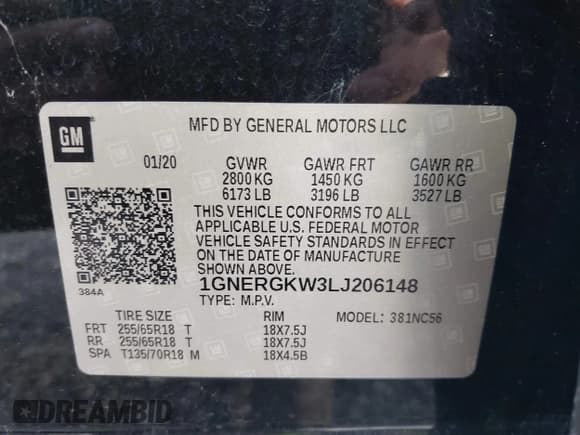 GM
MFD BY GENERAL MOTORS LLC
01/20 GVWR GAWR FRT GAWR RR
2800 KG 1450 KG 1600 KG
6173 LB 3196 LB 3527 LB
THIS VEHICLE CONFORMS TO ALL
APPLICABLE U.S. FEDERAL MOTOR
VEHICLE SAFETY STANDARDS IN EFFECT
ON THE DATE OF MANUFACTURE
SHOWN ABOVE.
384A
1GNERGKW3LJ206148
TYPE: M.P.V.
TIRE SIZE RIM MODEL: 381NC56
FRT 255/65R18 T 18X7.5J
RR 255/65R18 T 18X7.5J
SPA T135/70R18 M 18X4.5B
DREAMBID